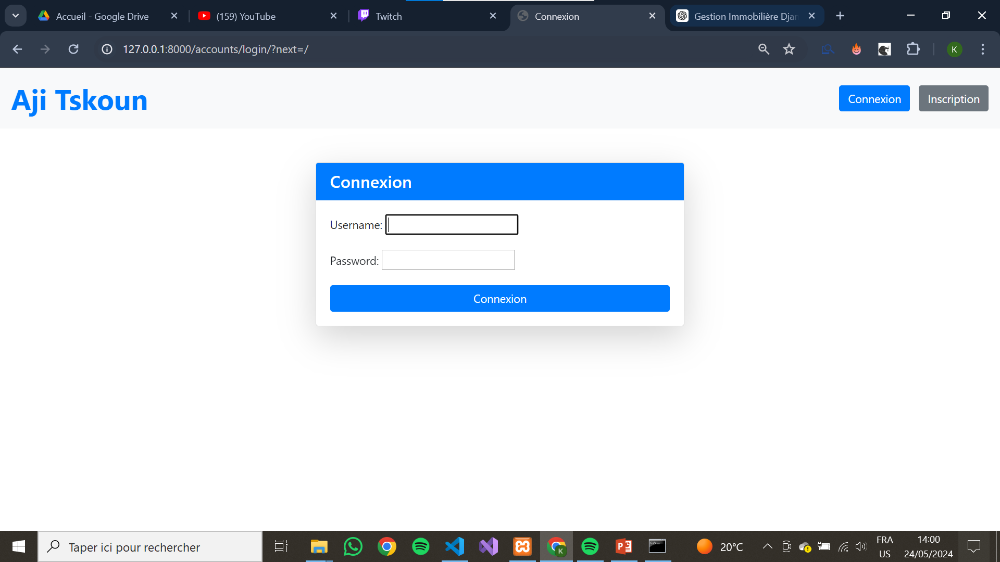 Accueil - Google Drive
(159) YouTube
Twitch
Connexion
Gestion Immobilière Djan
127.0.0.1:8000/accounts/login/?next=/
K
Aji Tskoun
Connexion
Inscription
Connexion
Username:
Password:
Connexion
Taper ici pour rechercher
K
20°C
FRA
US
14:00
24/05/2024